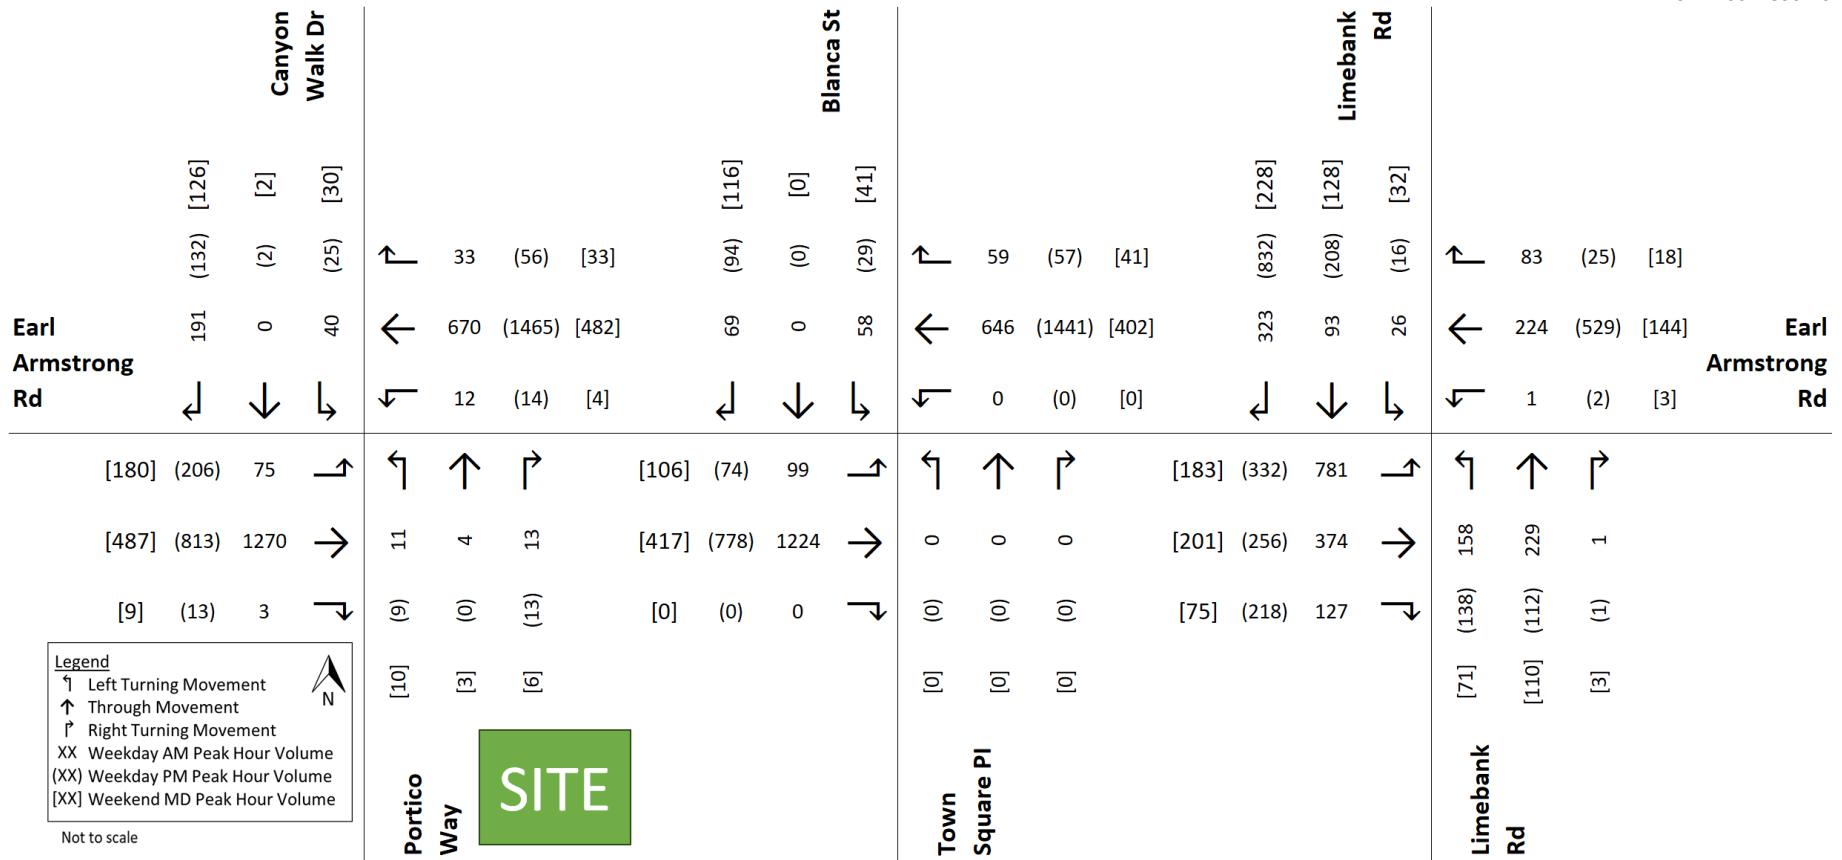 Canyon
Walk Dr
Blanca St
Limebank
Rd
[126] [2] [30]
[116] [0] [41]
[228] [128] [32]
(132) (2) (25)
33 (56) [33]
(94) (0) (29)
59 (57) [41]
(832) (208) (16)
83 (25) [18]
Earl
Armstrong
Rd
191 0 40
670 (1465) [482]
69 0 58
646 (1441) [402]
323 93 26
224 (529) [144]
Earl
Armstrong
Rd
12 (14) [4]
0 (0) [0]
1 (2) [3]
[180] (206) 75
[106] (74) 99
[183] (332) 781
[487] (813) 1270
11 4 13
[417] (778) 1224
0 0 0
[201] (256) 374
158 229 1
[9] (13) 3
(9) (0) (13)
[0] (0) 0
(0) (0) (0)
[75] (218) 127
(138) (112) (1)
[10] [3] [6]
[0] [0] [0]
[71] [110] [3]
Legend
Left Turning Movement
Through Movement
Right Turning Movement
XX Weekday AM Peak Hour Volume
(XX) Weekday PM Peak Hour Volume
[XX] Weekend MD Peak Hour Volume
N
Not to scale
Portico
Way
SITE
Town
Square Pl
Limebank
Rd